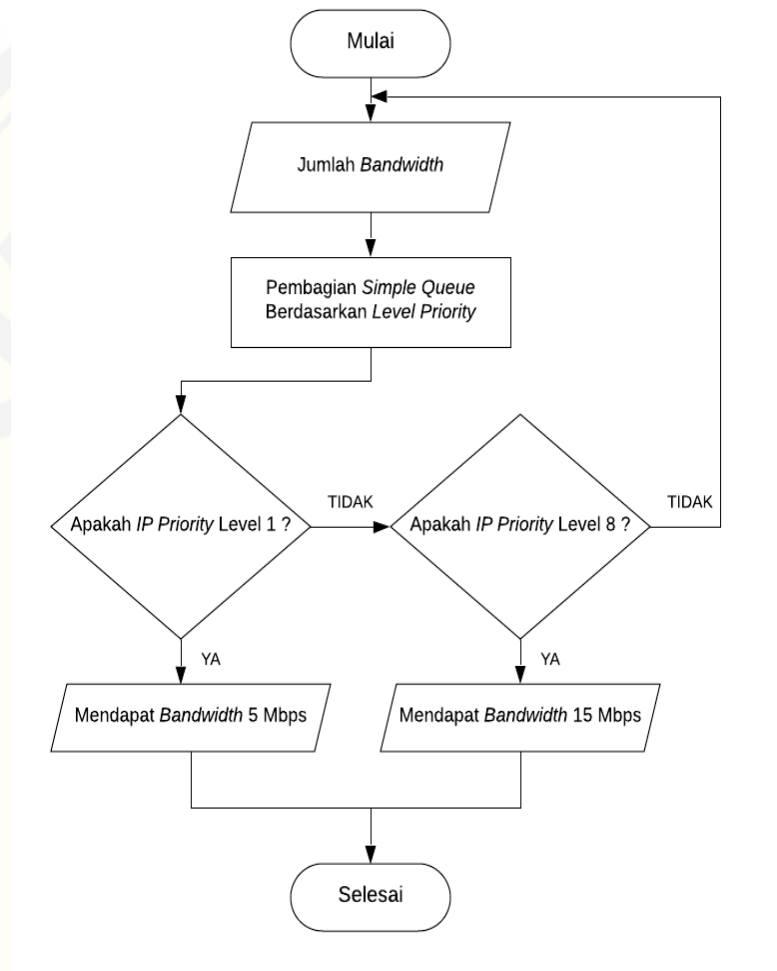 Mulai
Jumlah Bandwidth
Pembagian Simple Queue
Berdasarkan Level Priority
Apakah IP Priority Level 1 ?
TIDAK
Apakah IP Priority Level 8 ?
TIDAK
YA
YA
Mendapat Bandwidth 5 Mbps
Mendapat Bandwidth 15 Mbps
Selesai